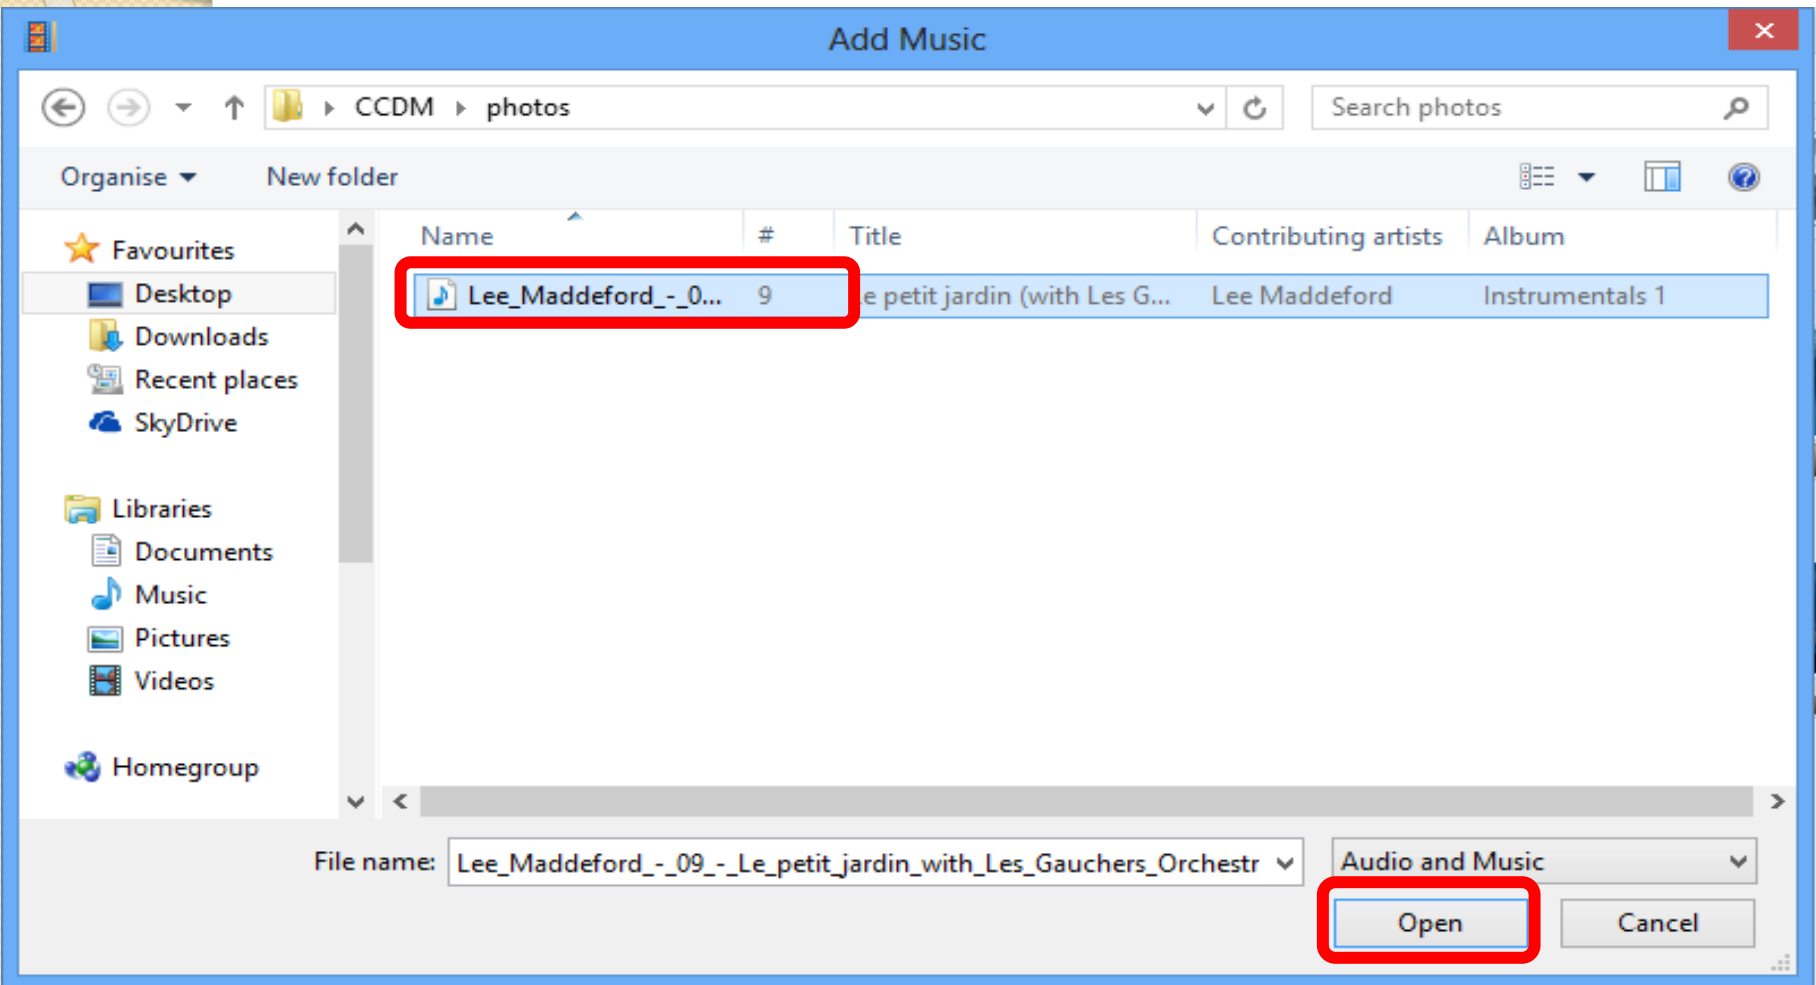 Add Music
CCDM photos
Search photos
Organise New folder
Name # Title Contributing artists Album
Lee_Maddeford_-_0... 9 e petit jardin (with Les G... Lee Maddeford Instrumentals 1
Favourites
Desktop
Downloads
Recent places
SkyDrive
Libraries
Documents
Music
Pictures
Videos
Homegroup
File name: Lee_Maddeford_-_09_-_Le_petit_jardin_with_Les_Gauchers_Orchestr
Audio and Music
Open Cancel